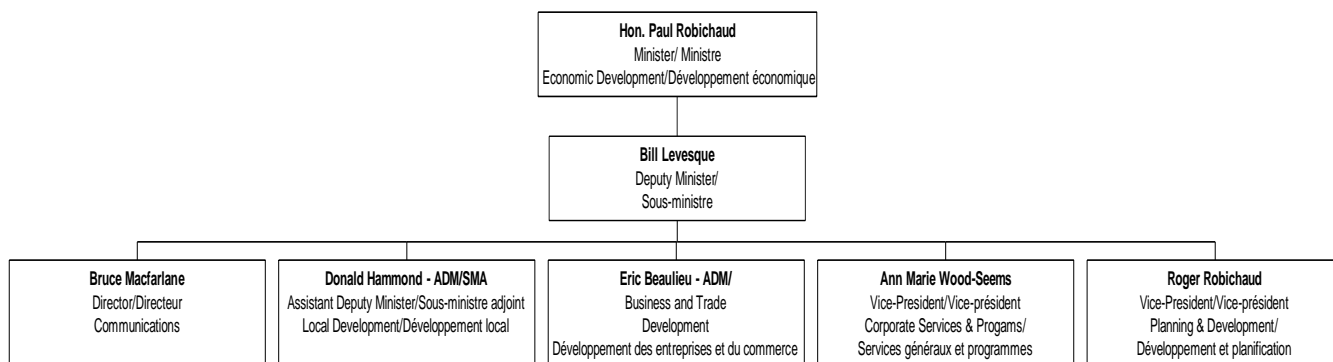 Hon. Paul Robichaud
Minister/ Ministre
Economic Development/Développement économique
Bill Levesque
Deputy Minister/
Sous-ministre
Bruce Macfarlane
Director/Directeur
Communications
Donald Hammond - ADM/SMA
Assistant Deputy Minister/Sous-ministre adjoint
Local Development/Développement local
Eric Beaulieu - ADM/
Business and Trade
Development
Développement des entreprises et du commerce
Ann Marie Wood-Seems
Vice-President/Vice-président
Corporate Services & Progams/
Services généraux et programmes
Roger Robichaud
Vice-President/Vice-président
Planning & Development/
Développement et planification